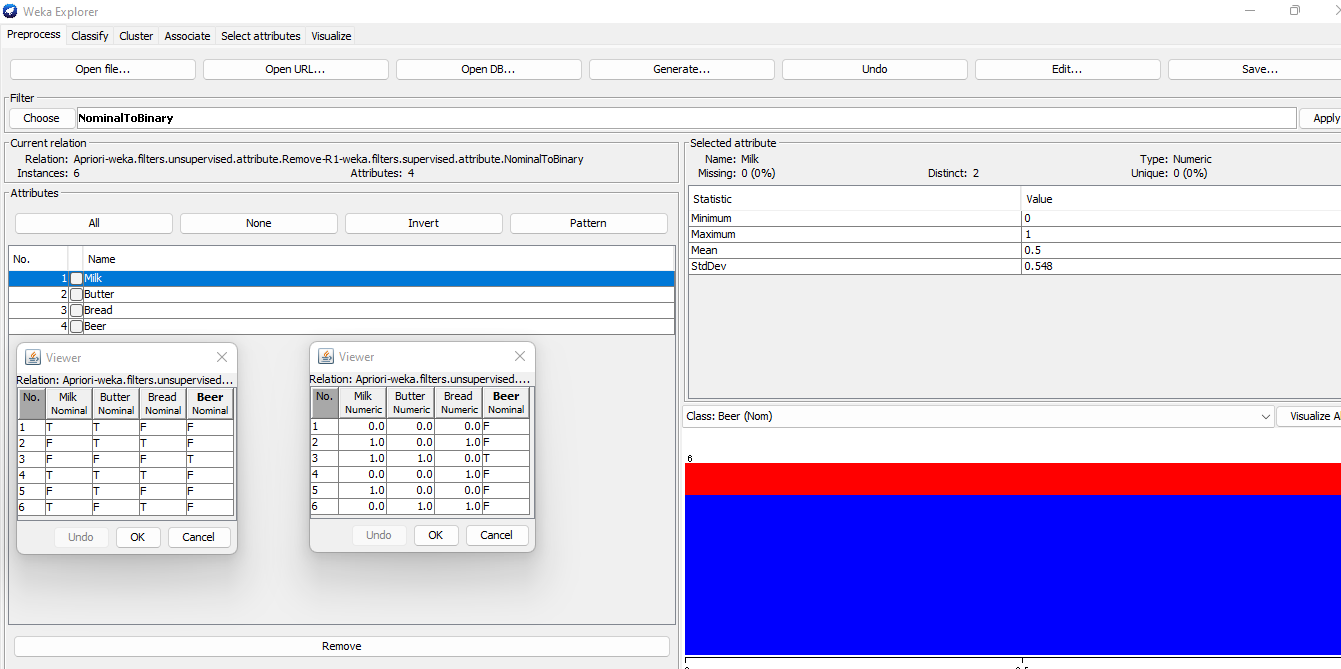 Weka Explorer
Preprocess Classify Cluster Associate Select attributes Visualize
Open file... Open URL... Open DB... Generate... Undo Edit... Save...
Filter
Choose NominalToBinary Apply
Current relation
Relation: Apriori-weka.filters.unsupervised.attribute.Remove-R1-weka.filters.supervised.attribute.NominalToBinary
Instances: 6 Attributes: 4
Attributes
All None Invert Pattern
No. Name
1 Milk
2 Butter
3 Bread
4 Beer
Viewer
Relation: Apriori-weka.filters.unsupervised...
No. Milk Butter Bread Beer
Nominal Nominal Nominal Nominal
1 T T F F
2 F T T F
3 F F F T
4 T T T F
5 F T F F
6 T F T F
Undo OK Cancel
Viewer
Relation: Apriori-weka.filters.unsupervised....
No. Milk Butter Bread Beer
Numeric Numeric Numeric Nominal
1 0.0 0.0 0.0 F
2 1.0 0.0 1.0 F
3 1.0 1.0 0.0 T
4 0.0 0.0 1.0 F
5 1.0 0.0 0.0 F
6 0.0 1.0 1.0 F
Undo OK Cancel
Remove
Selected attribute
Name: Milk Type: Numeric
Missing: 0 (0%) Distinct: 2 Unique: 0 (0%)
Statistic Value
Minimum 0
Maximum 1
Mean 0.5
StdDev 0.548
Class: Beer (Nom) Visualize Al
6